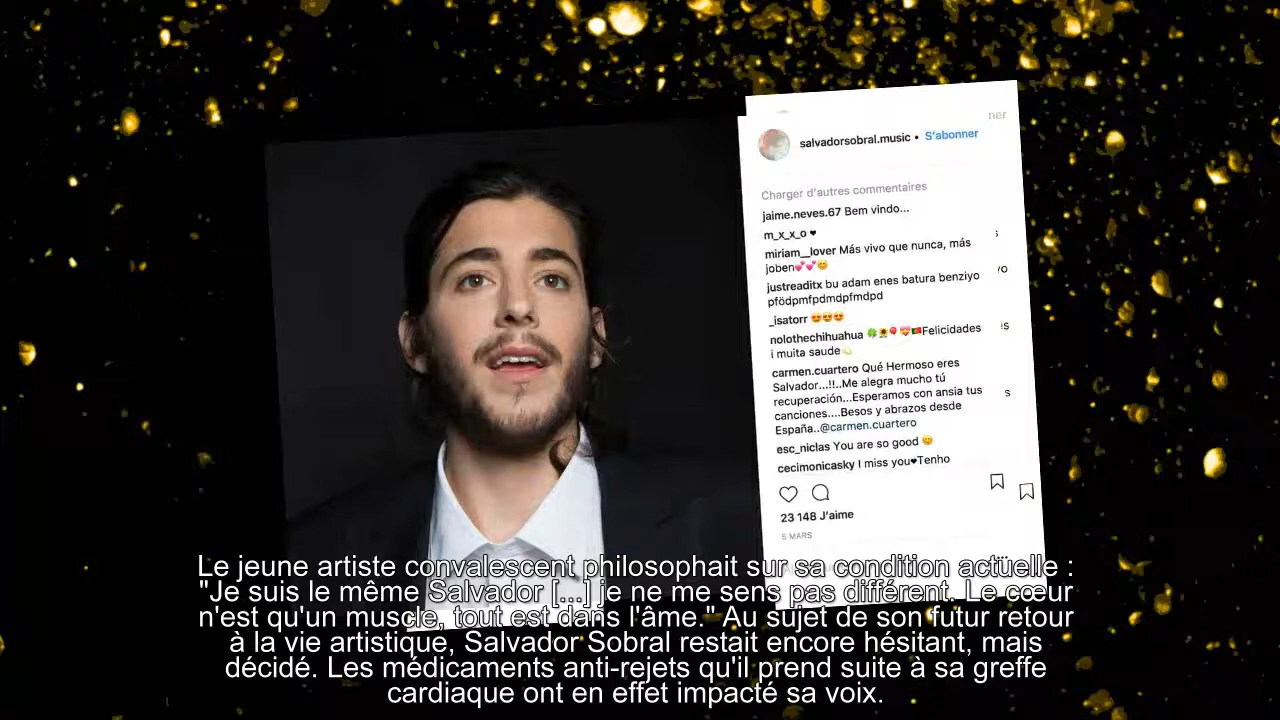 ner
salvadorsobral.music • S'abonner
Charger d'autres commentaires
jaime.neves.67 Bem vindo...
m_x_x_o ❤
miriam__lover Más vivo que nunca, más
joben💕💕😊
justreaditx bu adam enes batura benziyo
pfödpmfpdmdpfmdpd
_isatorr 😍😍😍
nolothechihuahua 🍀🌻🎈💝🇵🇹Felicidades
i muita saude💫
carmen.cuartero Qué Hermoso eres
Salvador...!!..Me alegra mucho tú
recuperación...Esperamos con ansia tus
canciones....Besos y abrazos desde
España..@carmen.cuartero
esc_niclas You are so good 😊
cecimonicasky I miss you❤Tenho
23 148 J'aime
5 MARS
Le jeune artiste convalescent philosophait sur sa condition actuelle :
"Je suis le même Salvador [...] je ne me sens pas différent. Le cœur
n'est qu'un muscle, tout est dans l'âme." Au sujet de son futur retour
à la vie artistique, Salvador Sobral restait encore hésitant, mais
décidé. Les médicaments anti-rejets qu'il prend suite à sa greffe
cardiaque ont en effet impacté sa voix.